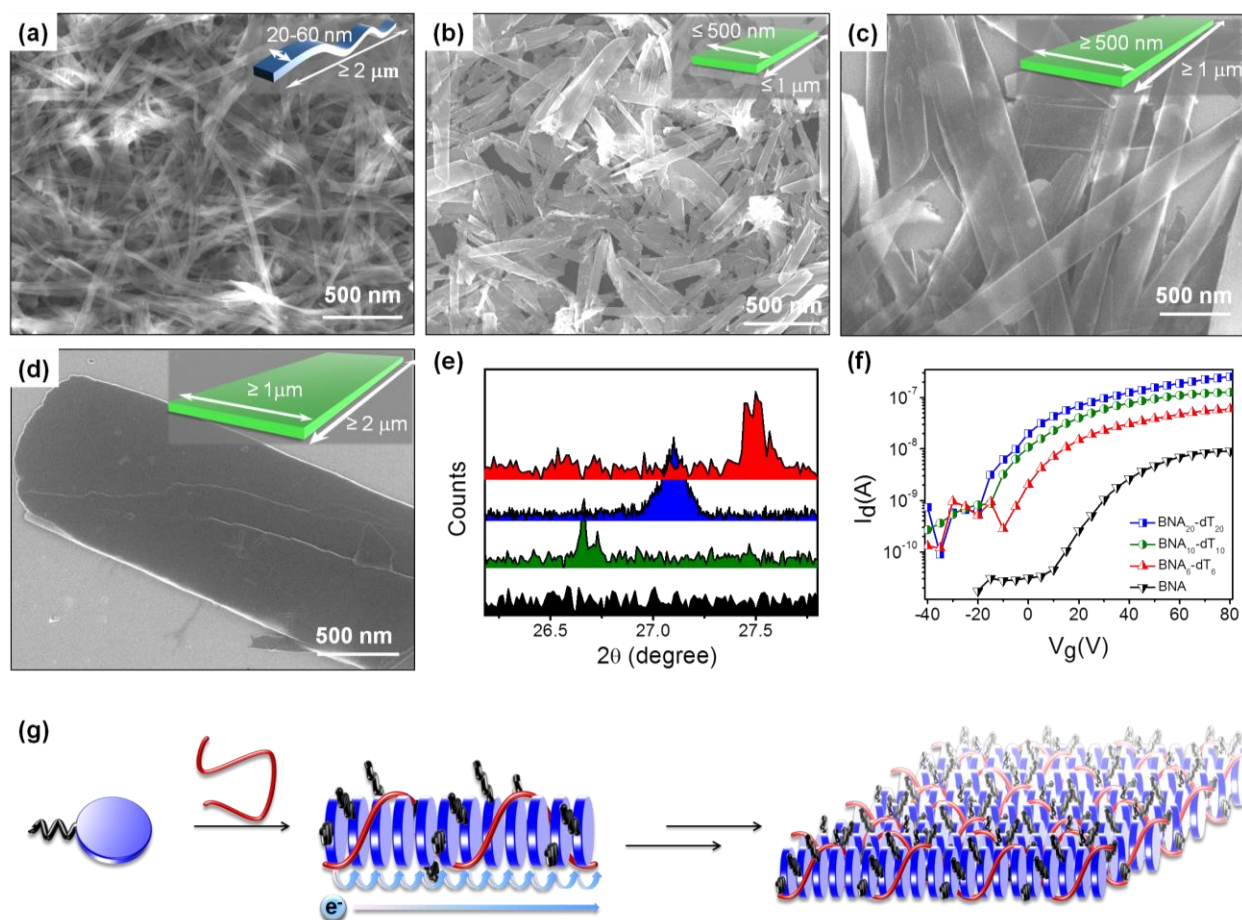 (a)
20-60 nm
≥ 2 μm
500 nm
(b)
≤ 500 nm
≤ 1 μm
500 nm
(c)
≥ 500 nm
≥ 1 μm
500 nm
(d)
≥ 1μm
≥ 2 μm
500 nm
(e)
Counts
26.5 27.0 27.5
2θ (degree)
(f)
I_d(A)
10⁻⁷
10⁻⁸
10⁻⁹
10⁻¹⁰
BNA₂₀-dT₂₀
BNA₁₀-dT₁₀
BNA₆-dT₆
BNA
-40 -20 0 20 40 60 80
V_g(V)
(g)
e⁻